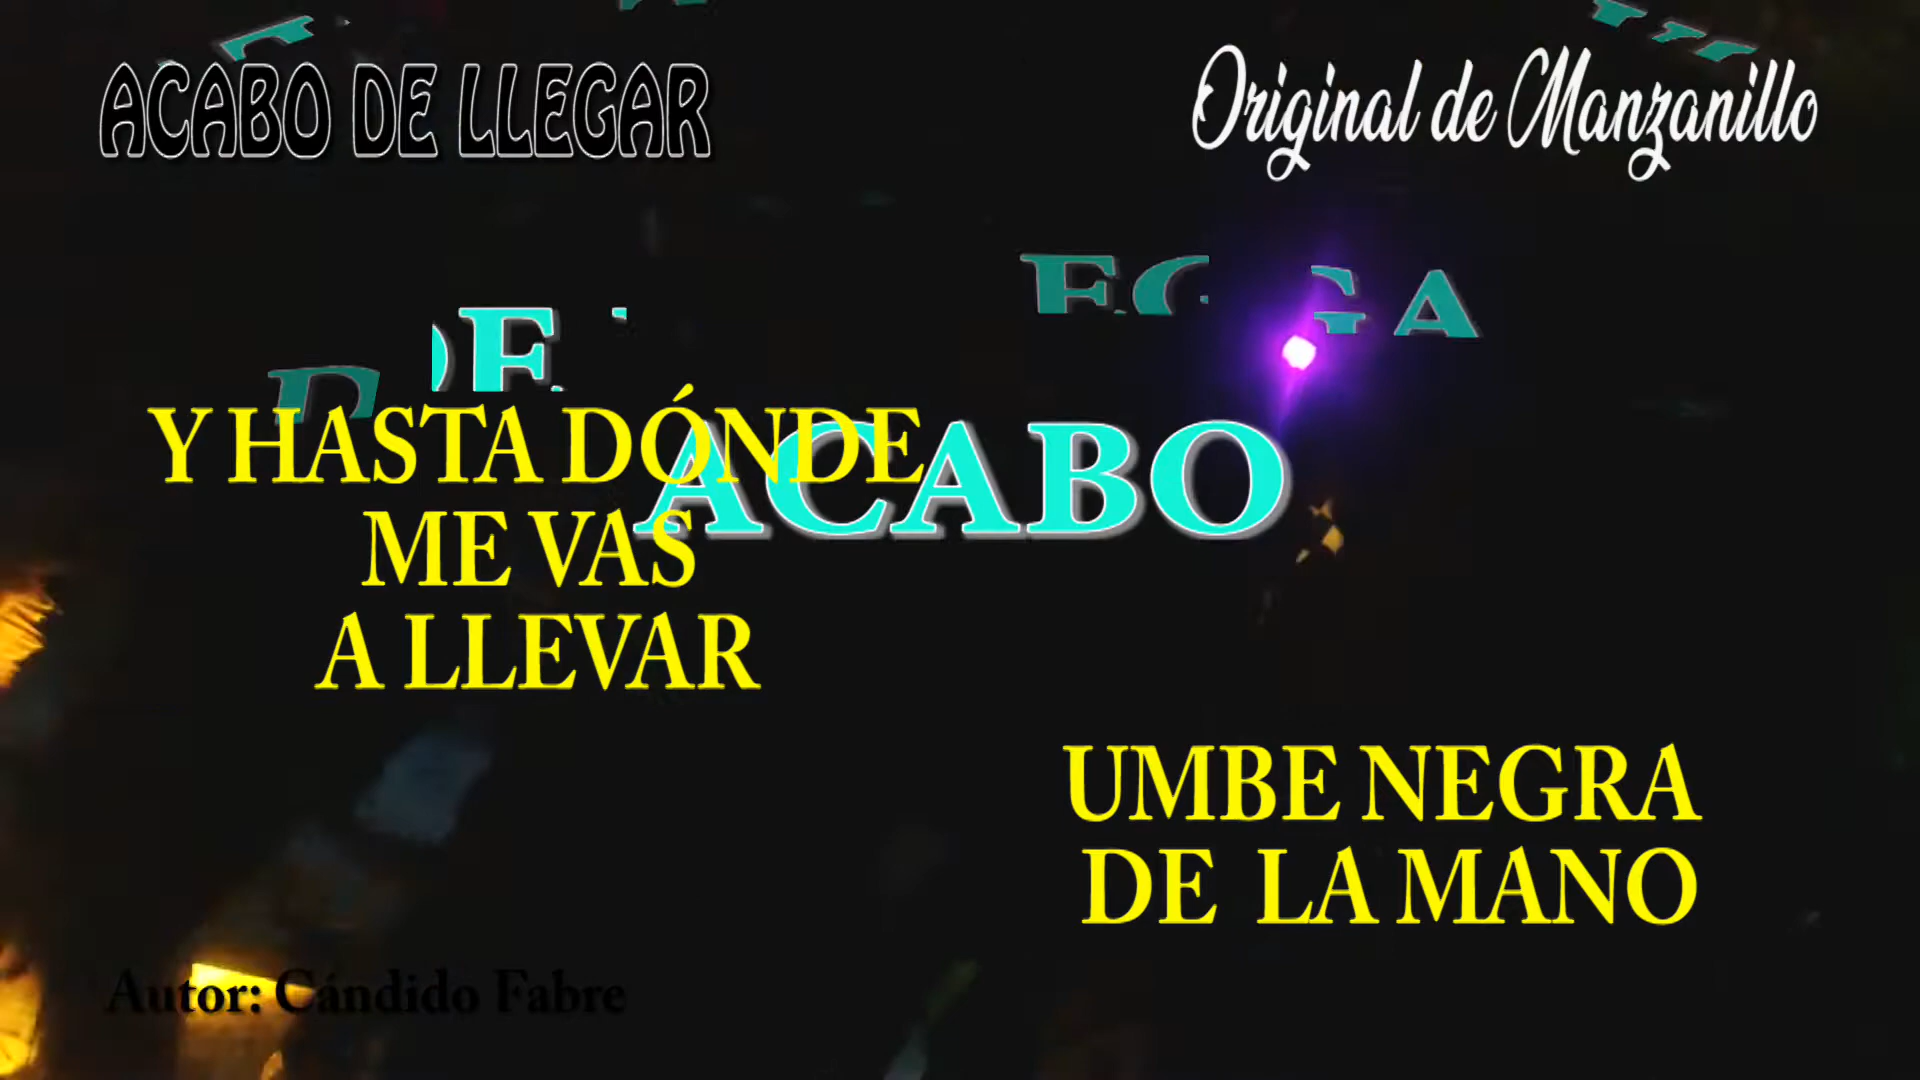 ACABO DE LLEGAR
Original de Manzanillo
DE
ACABO
Y HASTA DÓNDE
ME VAS
A LLEVAR
UMBE NEGRA
DE LA MANO
Autor: Cándido Fabre